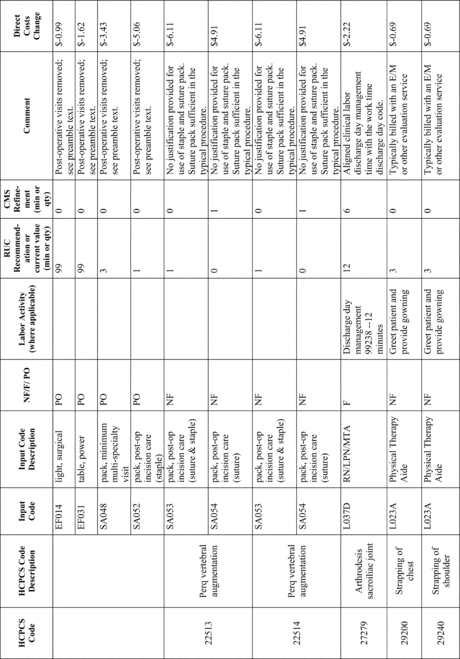 HCPCS Code
HCPCS Code Description
Input Code
Input Code Description
NF/F/ PO
Labor Activity (where applicable)
RUC Recommend-ation or current value (min or qty)
CMS Refine-ment (min or qty)
Comment
Direct Costs Change
EF014
light, surgical
PO
99
0
Post-operative visits removed;
see preamble text.
$-0.99
EF031
table, power
PO
99
0
Post-operative visits removed;
see preamble text.
$-1.62
SA048
pack, minimum
multi-specialty
visit
PO
3
0
Post-operative visits removed;
see preamble text.
$-3.43
SA052
pack, post-op
incision care
(staple)
PO
1
0
Post-operative visits removed;
see preamble text.
$-5.06
22513
Perq vertebral
augmentation
SA053
pack, post-op
incision care
(suture & staple)
NF
1
0
No justification provided for
use of staple and suture pack.
Suture pack sufficient in the
typical procedure.
$-6.11
SA054
pack, post-op
incision care
(suture)
NF
0
1
No justification provided for
use of staple and suture pack.
Suture pack sufficient in the
typical procedure.
$4.91
22514
Perq vertebral
augmentation
SA053
pack, post-op
incision care
(suture & staple)
NF
1
0
No justification provided for
use of staple and suture pack.
Suture pack sufficient in the
typical procedure.
$-6.11
SA054
pack, post-op
incision care
(suture)
NF
0
1
No justification provided for
use of staple and suture pack.
Suture pack sufficient in the
typical procedure.
$4.91
27279
Arthrodesis
sacroiliac joint
L037D
RN/LPN/MTA
F
Discharge day
management
99238 --12
minutes
12
6
Aligned clinical labor
discharge day management
time with the work time
discharge day code.
$-2.22
29200
Strapping of
chest
L023A
Physical Therapy
Aide
NF
Greet patient and
provide gowning
3
0
Typically billed with an E/M
or other evaluation service
$-0.69
29240
Strapping of
shoulder
L023A
Physical Therapy
Aide
NF
Greet patient and
provide gowning
3
0
Typically billed with an E/M
or other evaluation service
$-0.69